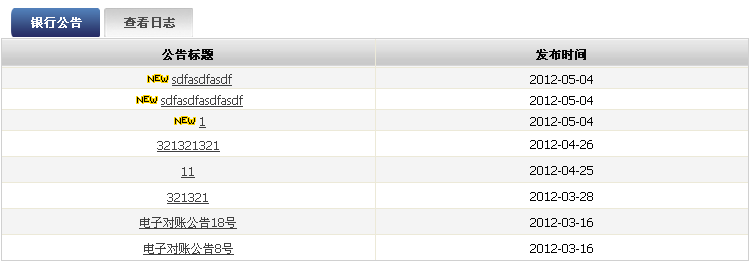 银行公告 查看日志
公告标题 发布时间
NEW sdfasdfasdf 2012-05-04
NEW sdfasdfasdfasdf 2012-05-04
NEW 1 2012-05-04
321321321 2012-04-26
11 2012-04-25
321321 2012-03-28
电子对账公告18号 2012-03-16
电子对账公告8号 2012-03-16